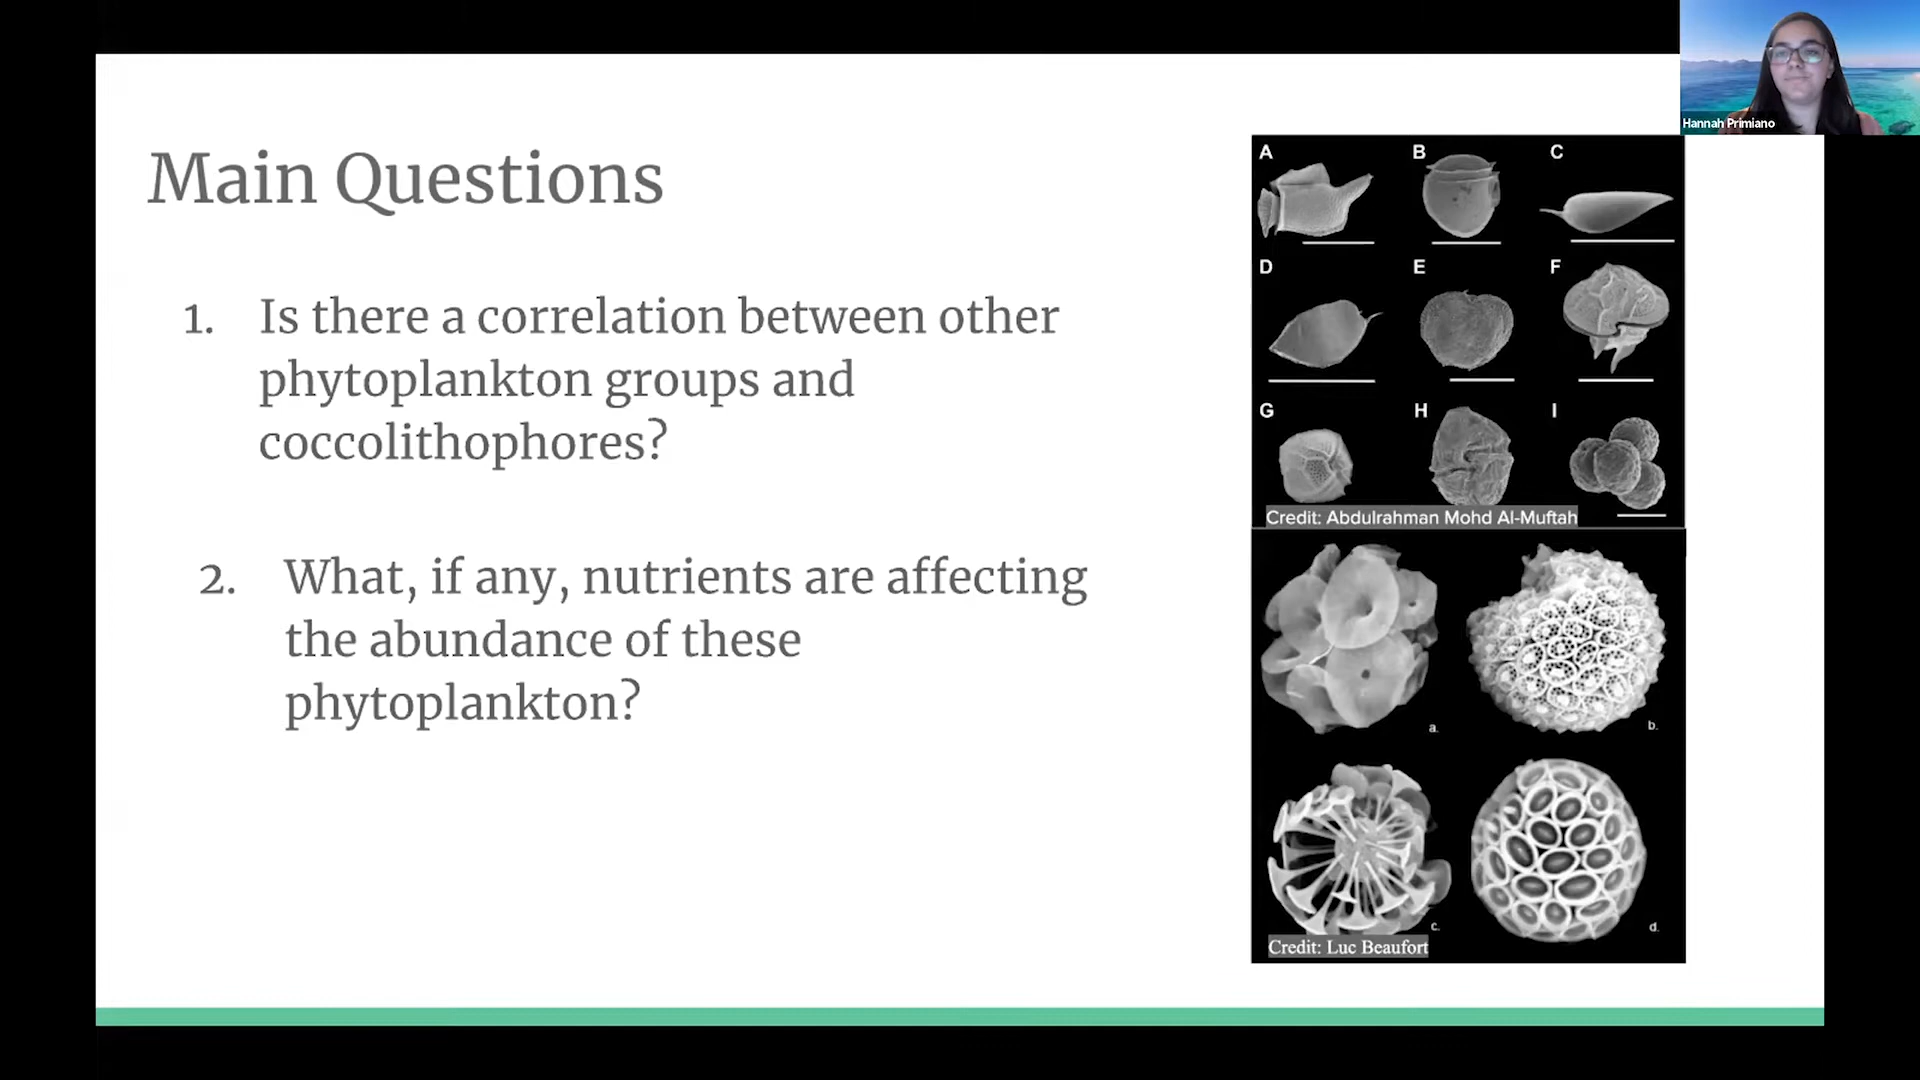 Hannah Primiano
Main Questions
1. Is there a correlation between other
phytoplankton groups and
coccolithophores?
2. What, if any, nutrients are affecting
the abundance of these
phytoplankton?
A B C
D E F
G H I
Credit: Abdulrahman Mohd Al-Muftah
a. b.
c. d.
Credit: Luc Beaufort